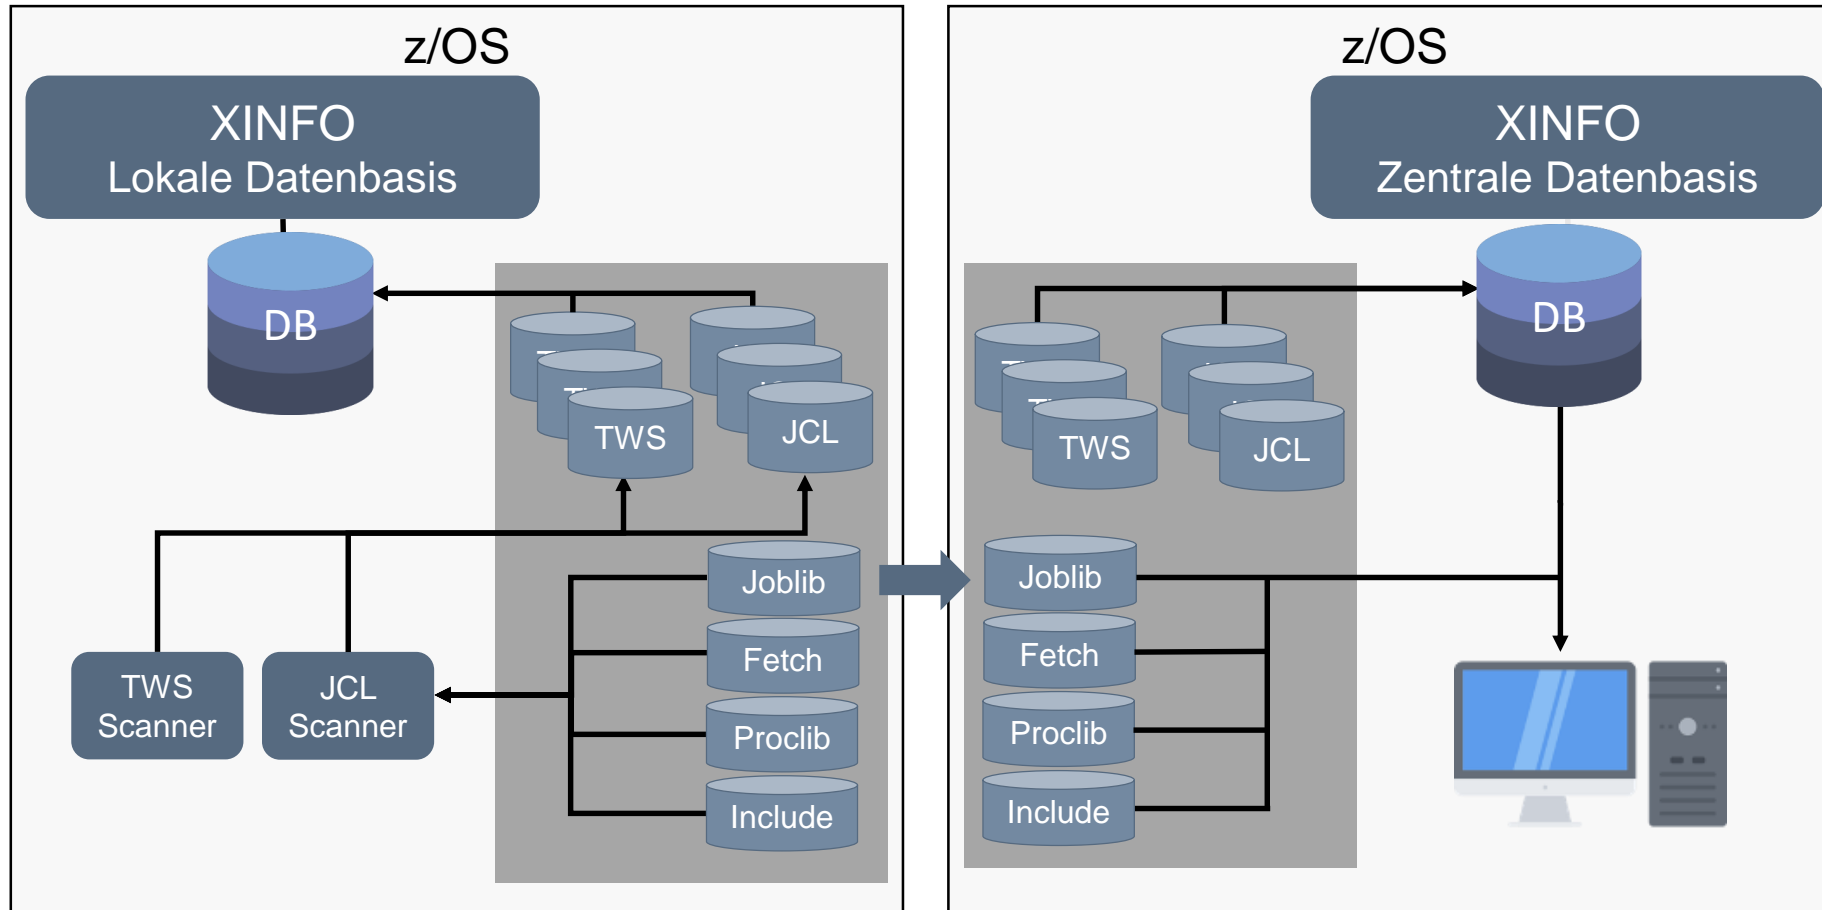 z/OS
XINFO
Lokale Datenbasis
DB
TWS
JCL
Joblib
Fetch
Proclib
Include
TWS
Scanner
JCL
Scanner
z/OS
XINFO
Zentrale Datenbasis
DB
TWS
JCL
Joblib
Fetch
Proclib
Include